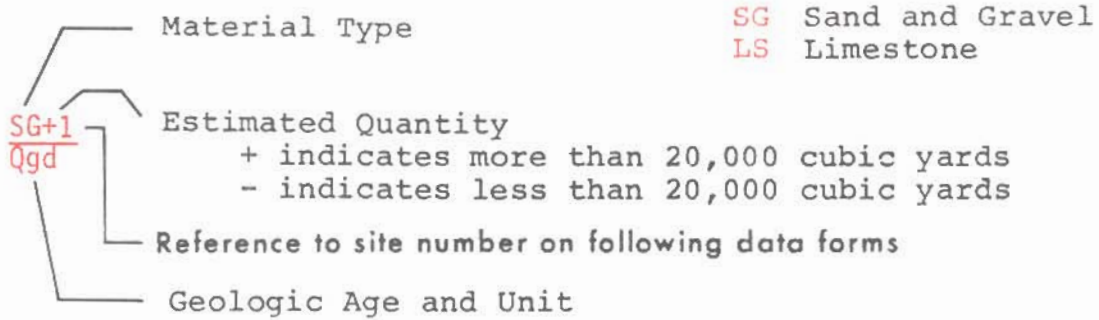 Material Type
SG Sand and Gravel
LS Limestone
SG+1
Qgd
Estimated Quantity
+ indicates more than 20,000 cubic yards
- indicates less than 20,000 cubic yards
Reference to site number on following data forms
Geologic Age and Unit